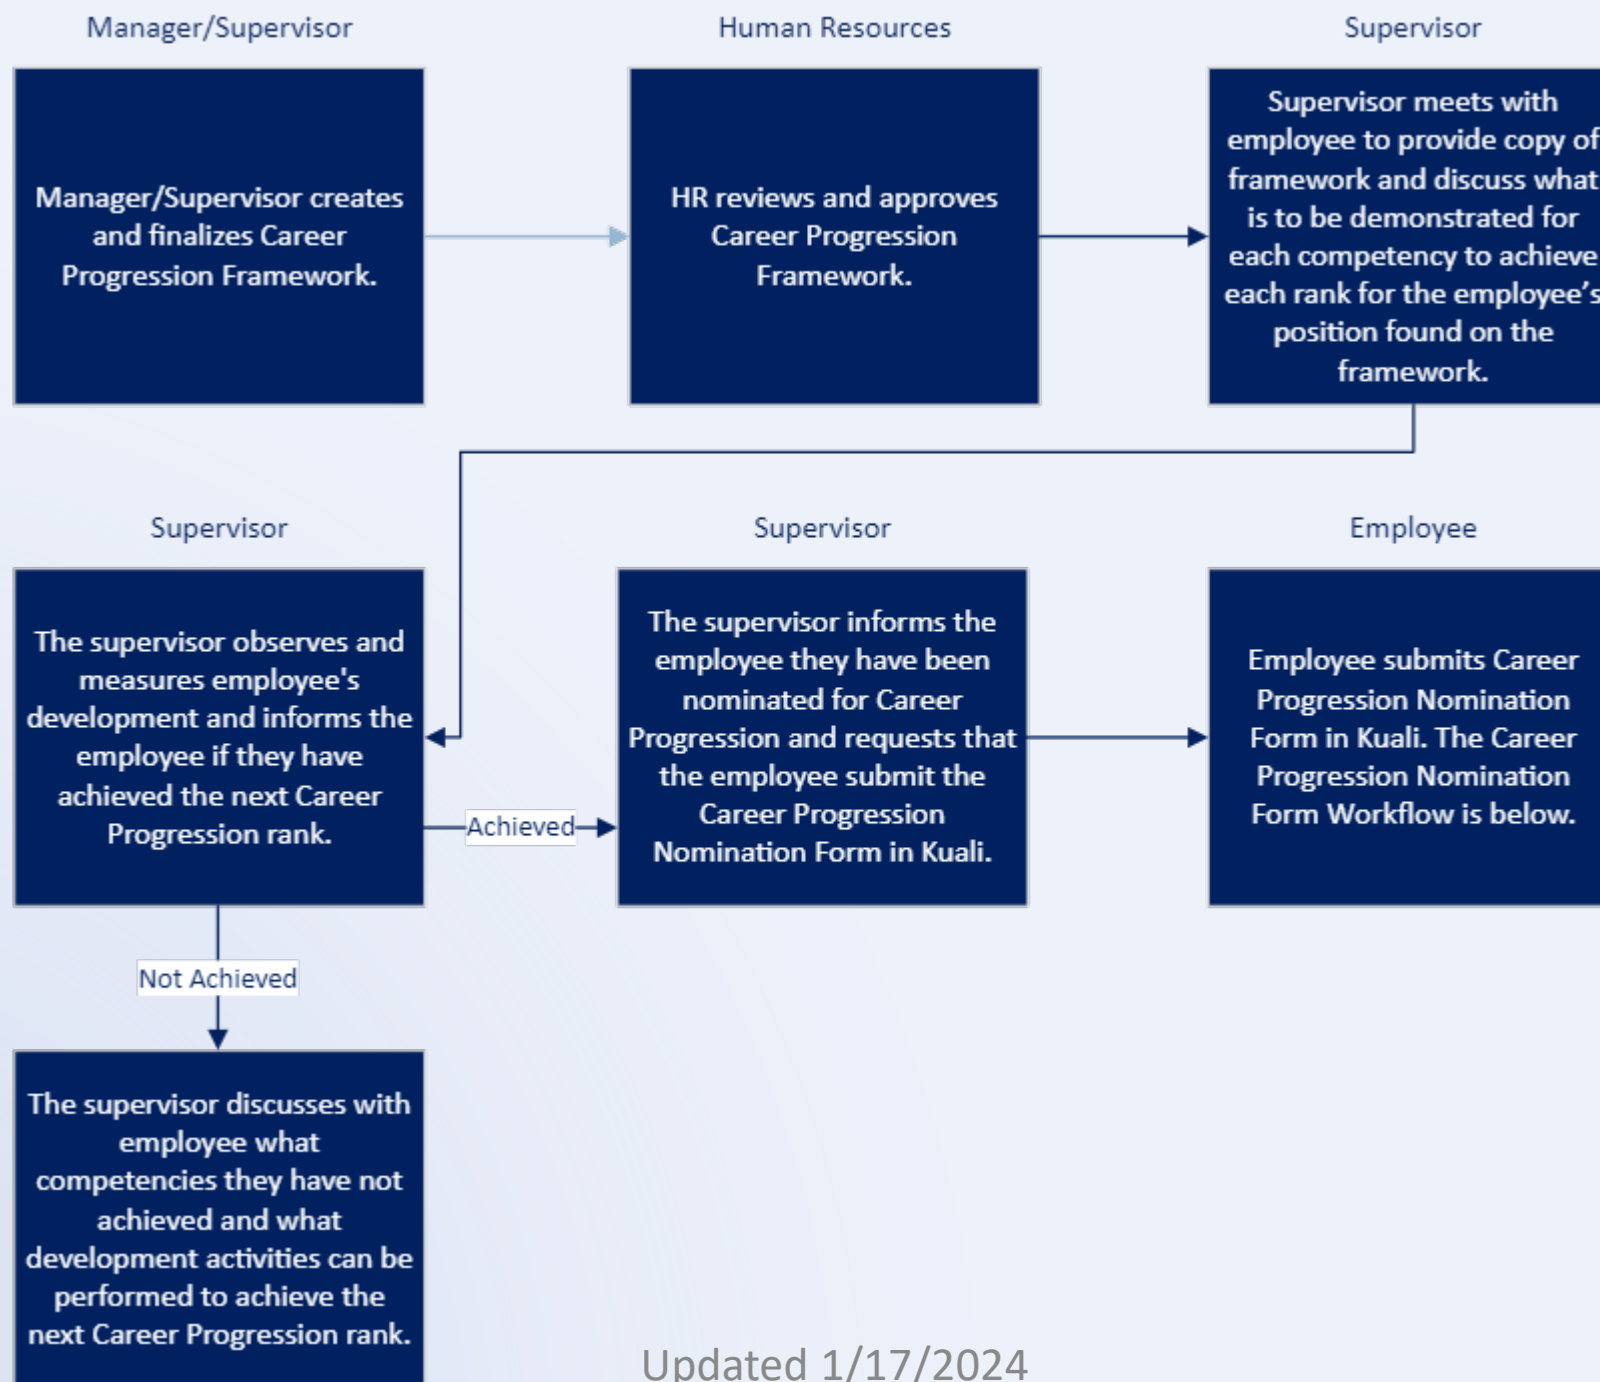 Manager/Supervisor
Manager/Supervisor creates
and finalizes Career
Progression Framework.
Human Resources
HR reviews and approves
Career Progression
Framework.
Supervisor
Supervisor meets with
employee to provide copy of
framework and discuss what
is to be demonstrated for
each competency to achieve
each rank for the employee’s
position found on the
framework.
Supervisor
The supervisor observes and
measures employee's
development and informs the
employee if they have
achieved the next Career
Progression rank.
Achieved
Supervisor
The supervisor informs the
employee they have been
nominated for Career
Progression and requests that
the employee submit the
Career Progression
Nomination Form in Kuali.
Employee
Employee submits Career
Progression Nomination
Form in Kuali. The Career
Progression Nomination
Form Workflow is below.
Not Achieved
The supervisor discusses with
employee what
competencies they have not
achieved and what
development activities can be
performed to achieve the
next Career Progression rank.
Updated 1/17/2024